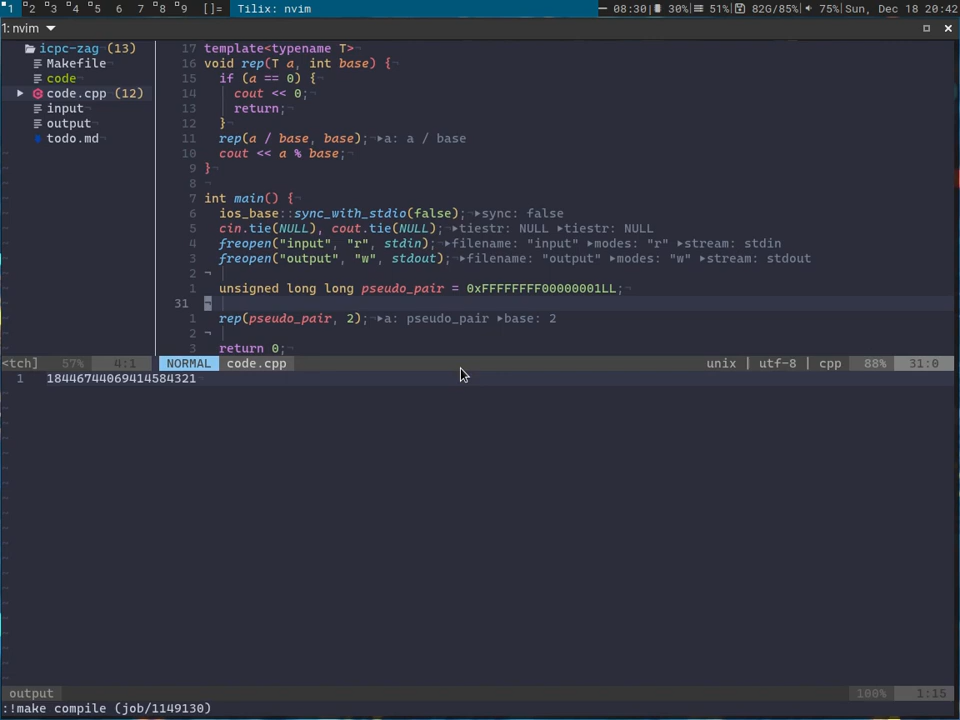 1 2 3 4 5 6 7 8 9 []= Tilix: nvim 08:30 30% 51% 82G/85% 75% Sun, Dec 18 20:42
1: nvim
icpc-zag (13)
Makefile
code
code.cpp (12)
input
output
todo.md
17 template<typename T>
16 void rep(T a, int base) {
15 if (a == 0) {
14 cout << 0;
13 return;
12 }
11 rep(a / base, base); a: a / base
10 cout << a % base;
9 }
8
7 int main() {
6 ios_base::sync_with_stdio(false); sync: false
5 cin.tie(NULL), cout.tie(NULL); tiestr: NULL tiestr: NULL
4 freopen("input", "r", stdin); filename: "input" modes: "r" stream: stdin
3 freopen("output", "w", stdout); filename: "output" modes: "w" stream: stdout
2
1 unsigned long long pseudo_pair = 0xFFFFFFFF00000001LL;
31
1 rep(pseudo_pair, 2); a: pseudo_pair base: 2
2
3 return 0;
<tch] 57% 4:1 NORMAL code.cpp unix | utf-8 | cpp 88% 31:0
1 18446744069414584321
output 100% 1:15
:!make compile (job/1149130)